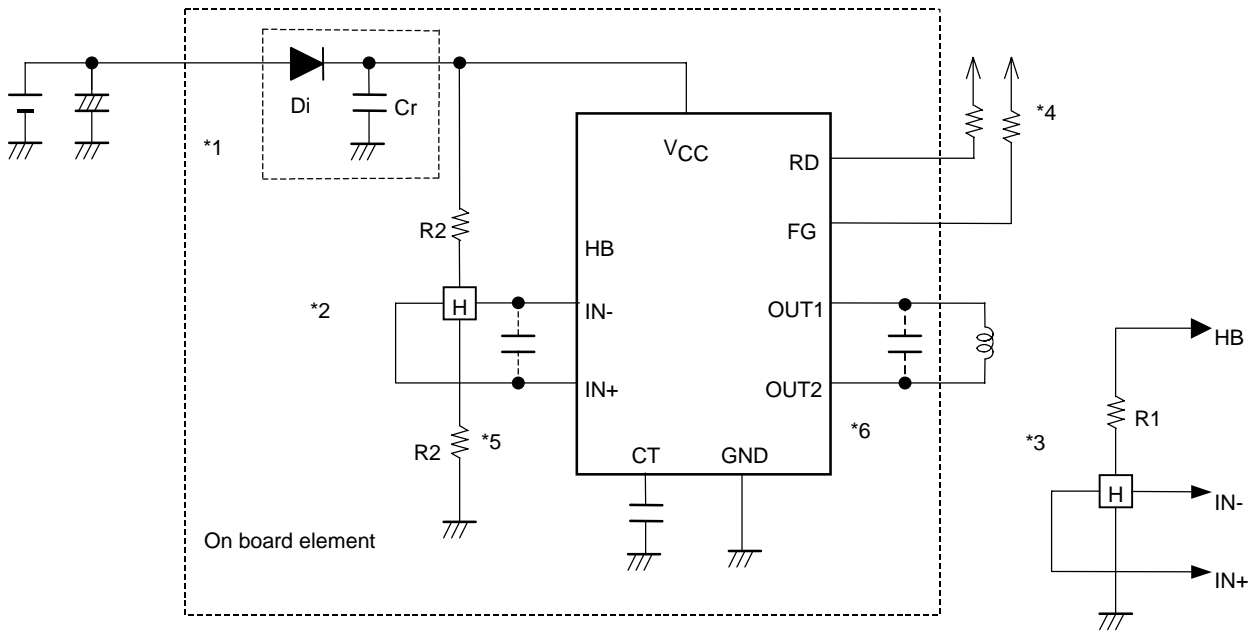 Di
Cr
*1
*4
VCC
RD
R2
FG
HB
*2
H
IN-
OUT1
HB
IN+
OUT2
R1
*6
*3
R2
*5
CT
GND
H
IN-
On board element
IN+